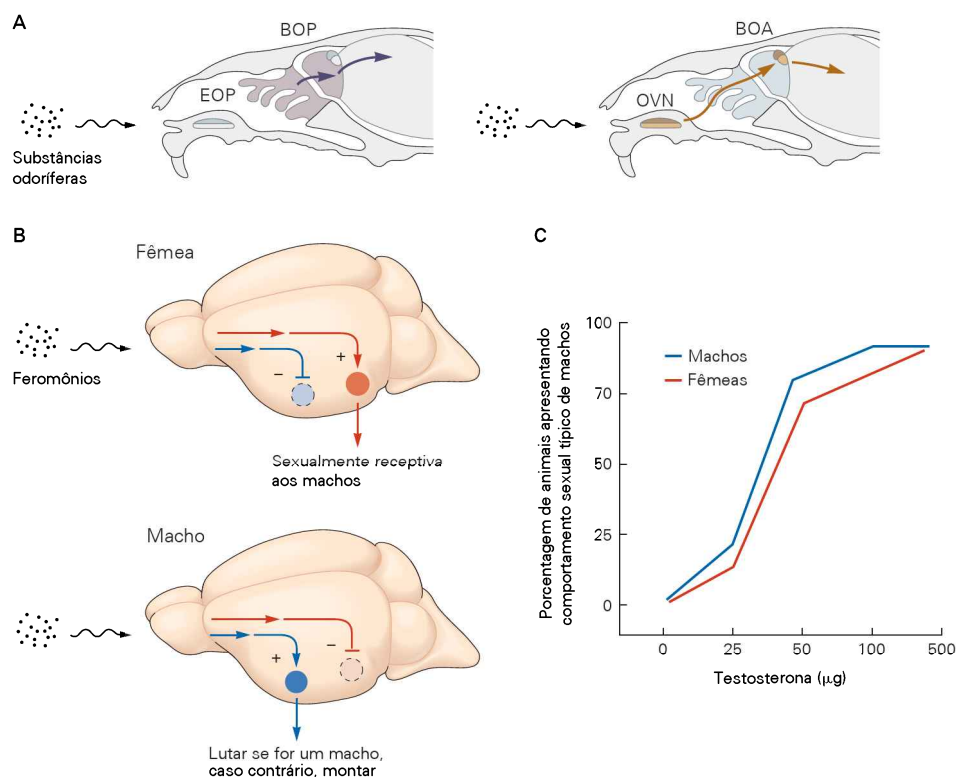 A
BOP
EOP
Substâncias
odoríferas
BOA
OVN
B
Fêmea
Feromônios
+
−
Sexualmente receptiva
aos machos
Macho
+
−
Lutar se for um macho,
caso contrário, montar
C
Porcentagem de animais apresentando
comportamento sexual típico de machos
100
70
50
25
0
Machos
Fêmeas
0 25 50 100 500
Testosterona (μg)